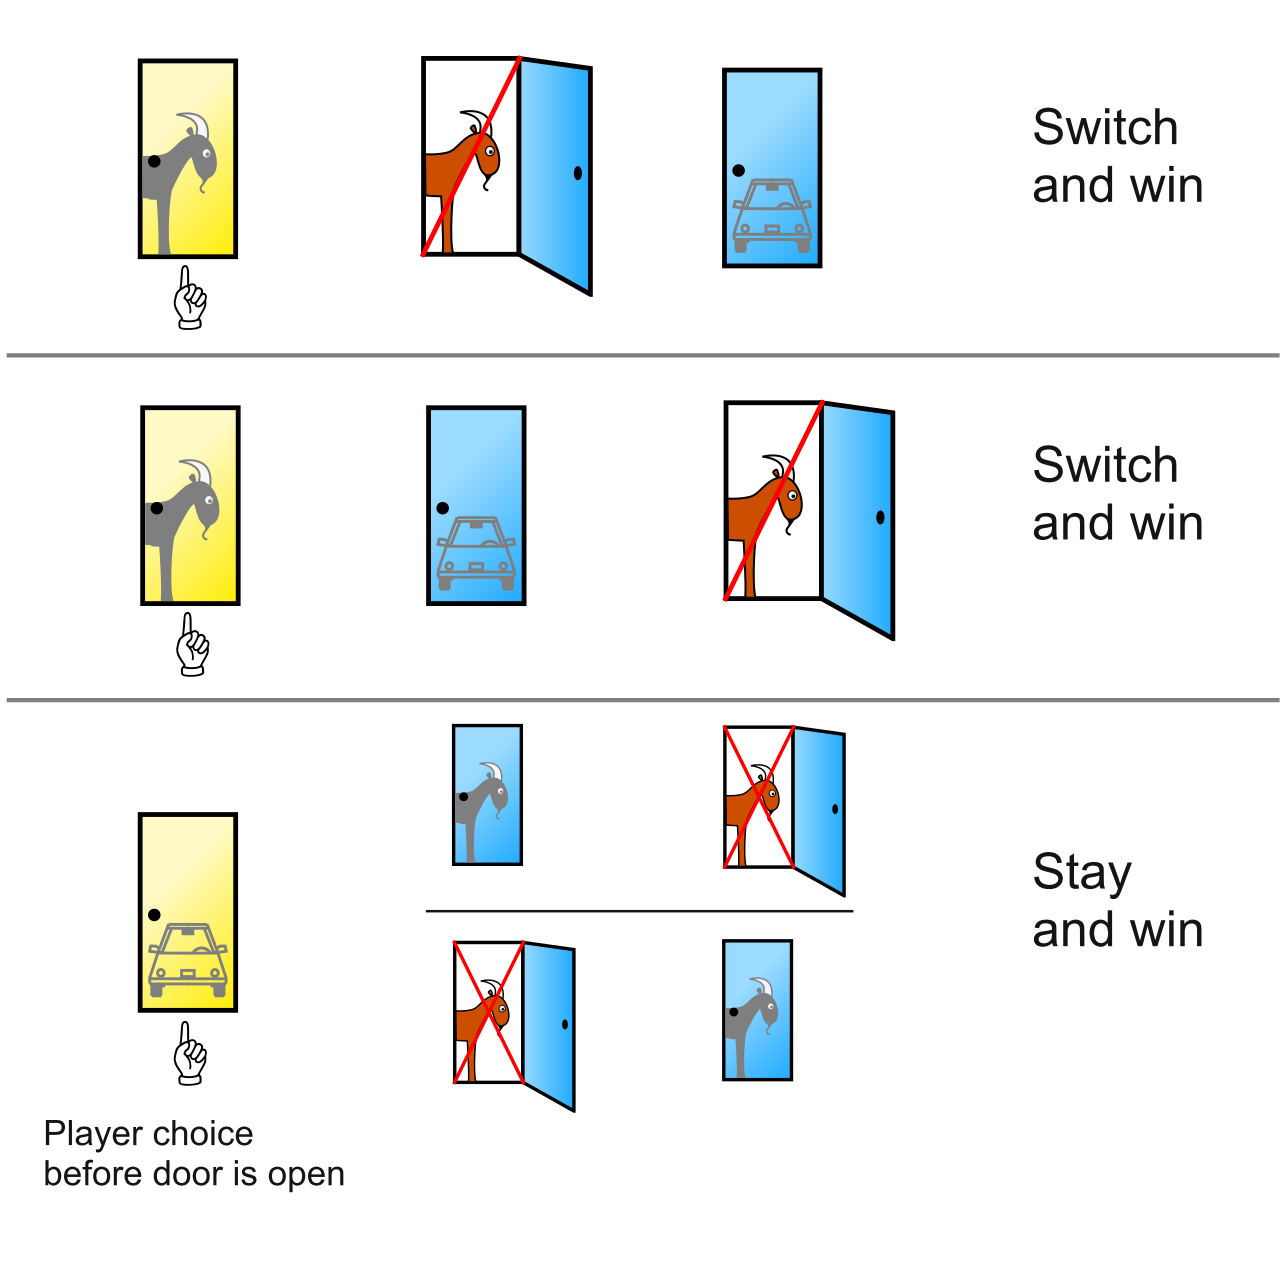 Switch
and win
Switch
and win
Stay
and win
Player choice
before door is open